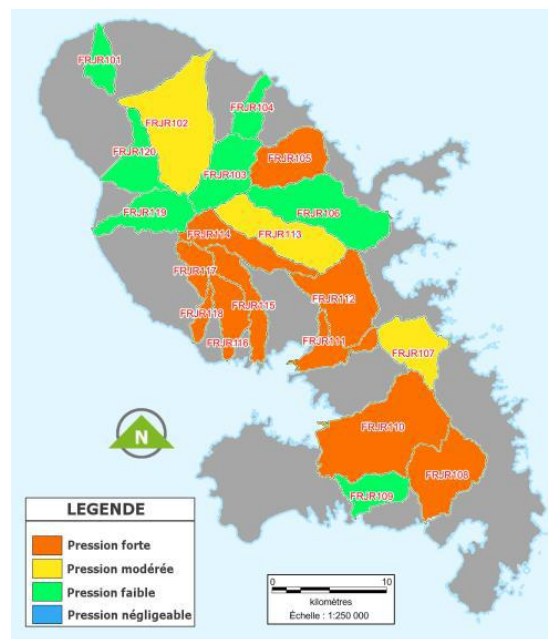 FRJR101
FRJR104
FRJR102
FRJR120
FRJR105
FRJR103
FRJR119
FRJR106
FRJR114
FRJR113
FRJR117
FRJR112
FRJR115
FRJR118
FRJR116
FRJR111
FRJR107
FRJR110
FRJR108
FRJR109
N
LEGENDE
Pression forte
Pression modérée
Pression faible
Pression négligeable
0 10
kilomètres
Échelle : 1:250 000